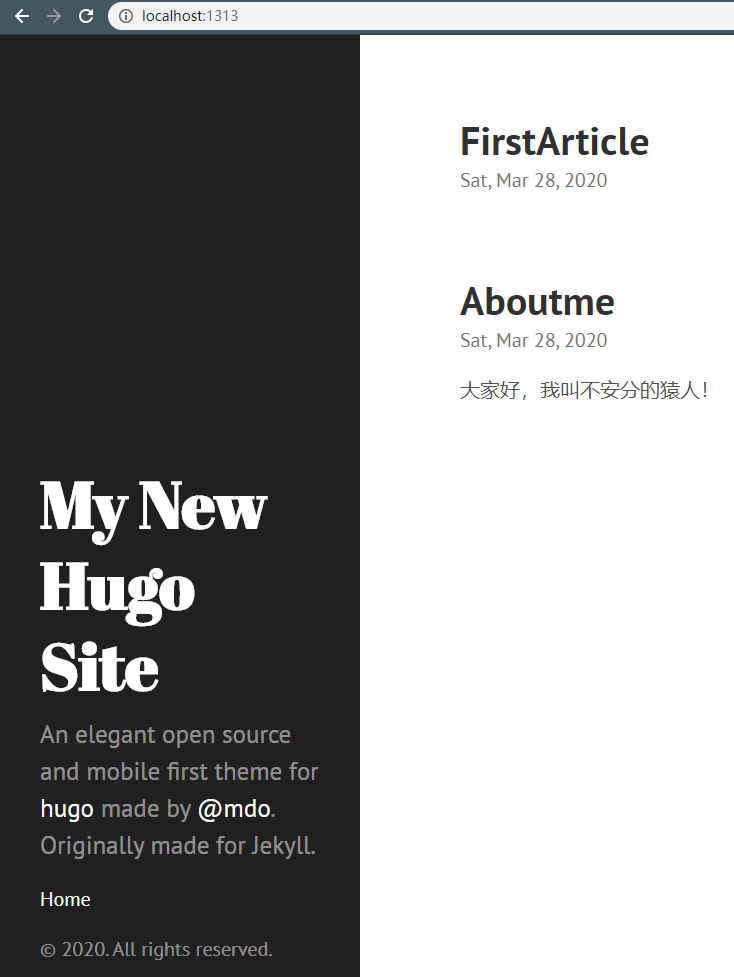 localhost:1313
My New
Hugo
Site
An elegant open source
and mobile first theme for
hugo made by @mdo.
Originally made for Jekyll.
Home
© 2020. All rights reserved.
FirstArticle
Sat, Mar 28, 2020
Aboutme
Sat, Mar 28, 2020
大家好，我叫不安分的猿人！